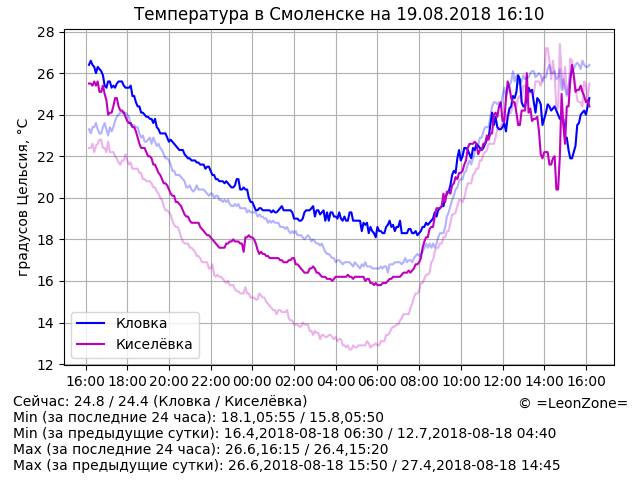 Температура в Смоленске на 19.08.2018 16:10
28
26
24
22
20
18
16
14
12
градусов Цельсия, °C
Кловка
Киселёвка
16:00 18:00 20:00 22:00 00:00 02:00 04:00 06:00 08:00 10:00 12:00 14:00 16:00
Сейчас: 24.8 / 24.4 (Кловка / Киселёвка)
© =LeonZone=
Min (за последние 24 часа): 18.1,05:55 / 15.8,05:50
Min (за предыдущие сутки): 16.4,2018-08-18 06:30 / 12.7,2018-08-18 04:40
Max (за последние 24 часа): 26.6,16:15 / 26.4,15:20
Max (за предыдущие сутки): 26.6,2018-08-18 15:50 / 27.4,2018-08-18 14:45